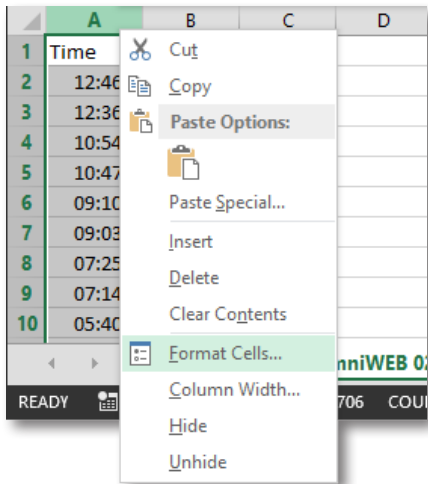 A B C D
1 Time
2 12:46
3 12:36
4 10:54
5 10:47
6 09:10
7 09:03
8 07:25
9 07:14
10 05:40
Cut
Copy
Paste Options:
Paste Special...
Insert
Delete
Clear Contents
Format Cells...
Column Width...
Hide
Unhide
niWEB 02
READY 706 COU